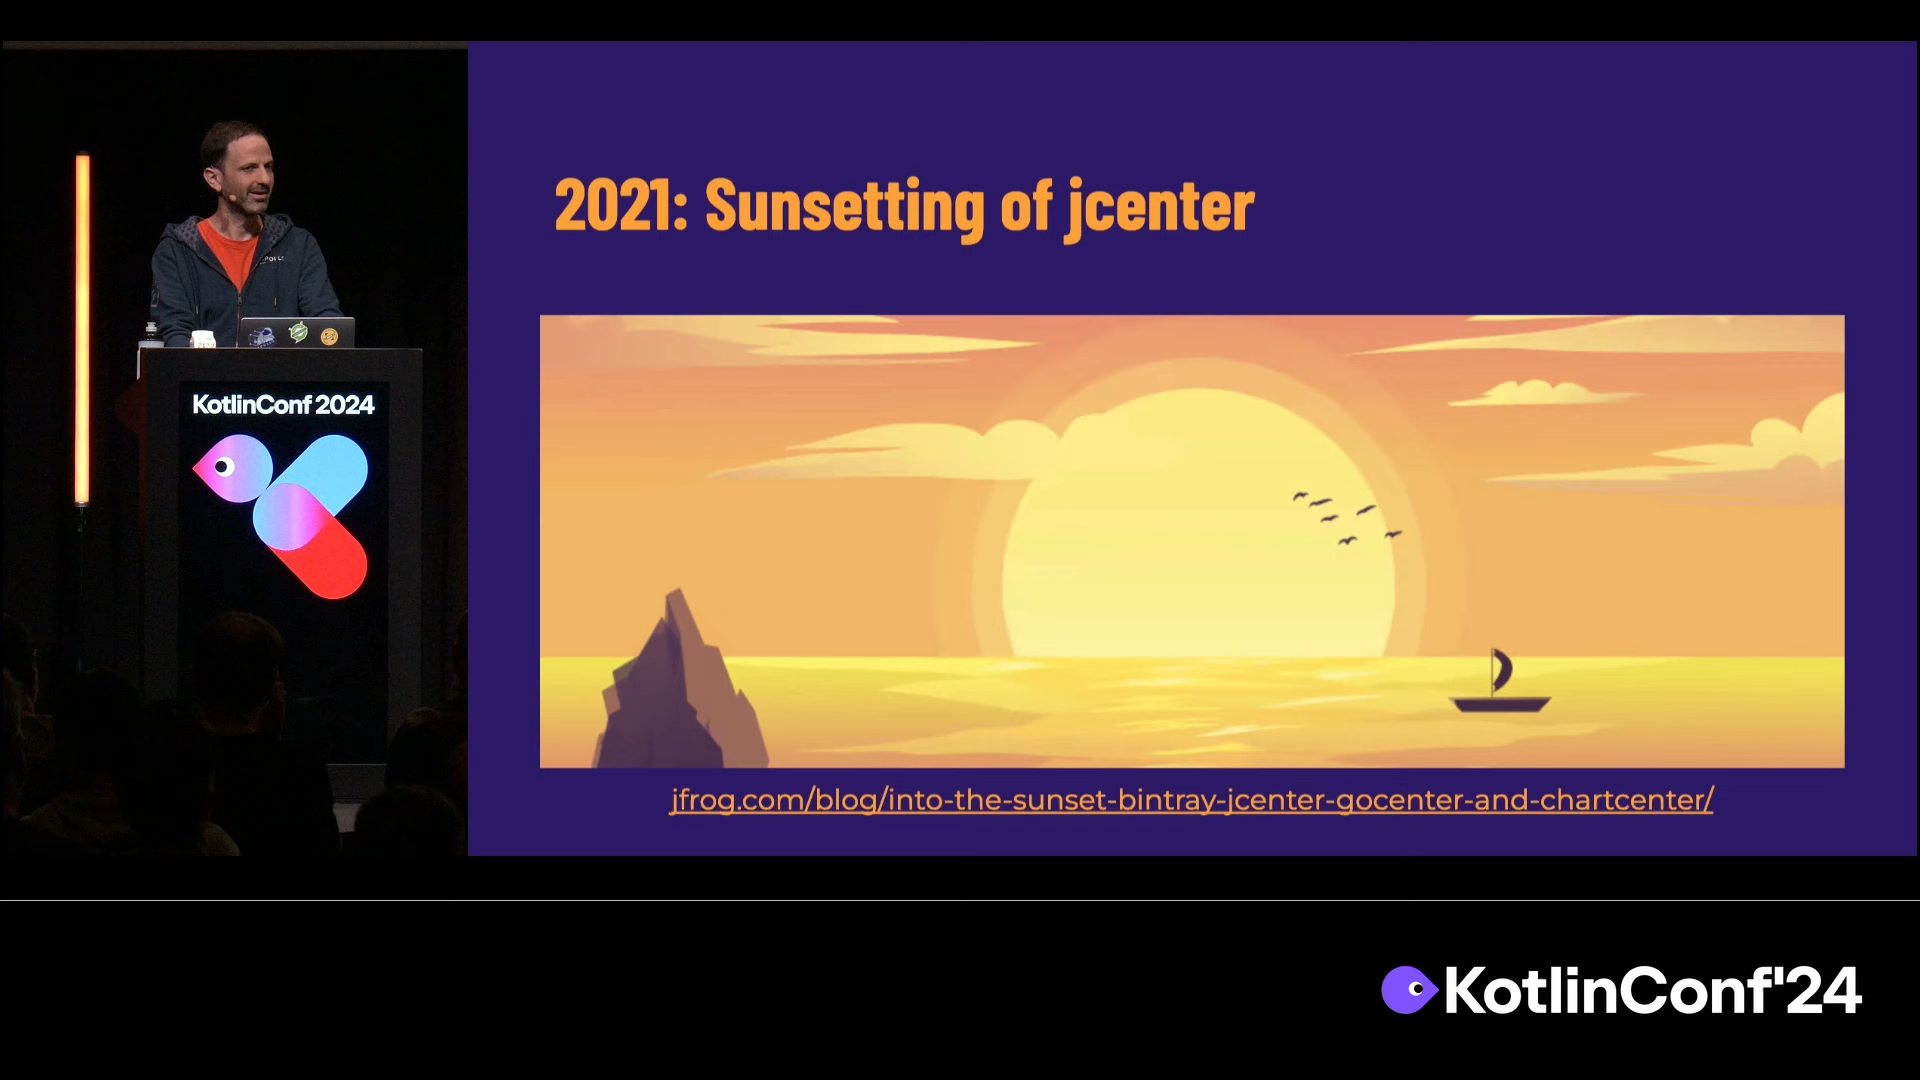 2021: Sunsetting of jcenter
jfrog.com/blog/into-the-sunset-bintray-jcenter-gocenter-and-chartcenter/
KotlinConf 2024
KotlinConf'24